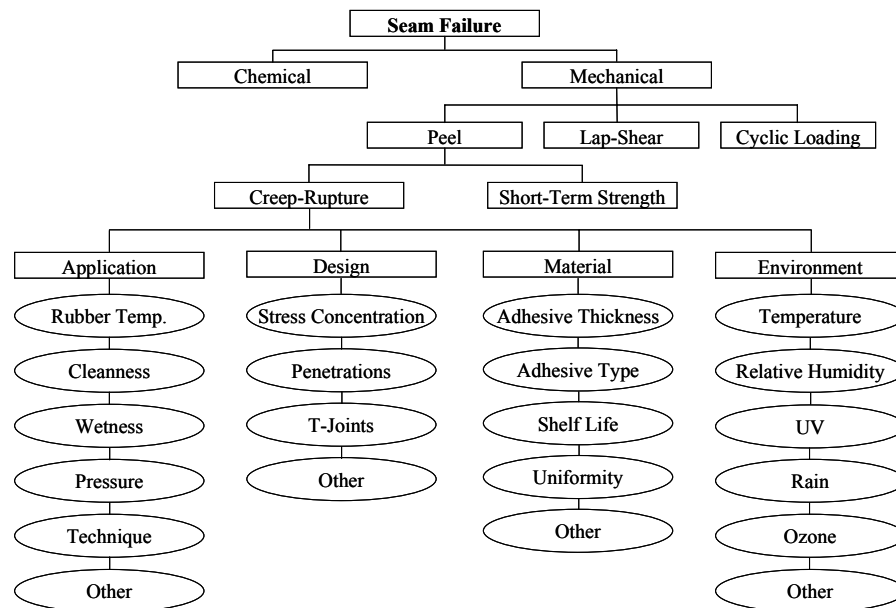 Seam Failure
Chemical
Mechanical
Peel
Lap-Shear
Cyclic Loading
Creep-Rupture
Short-Term Strength
Application
Design
Material
Environment
Rubber Temp.
Stress Concentration
Adhesive Thickness
Temperature
Cleanness
Penetrations
Adhesive Type
Relative Humidity
Wetness
T-Joints
Shelf Life
UV
Pressure
Other
Uniformity
Rain
Technique
Other
Ozone
Other
Other